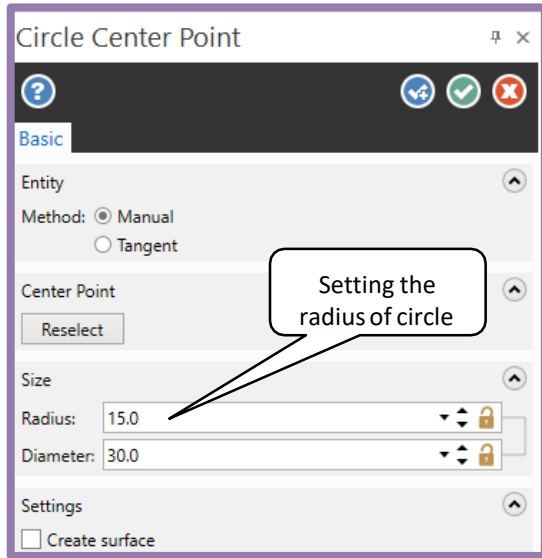 Circle Center Point
?
Basic
Entity
Method: Manual
Tangent
Setting the
radius of circle
Center Point
Reselect
Size
Radius: 15.0
Diameter: 30.0
Settings
Create surface